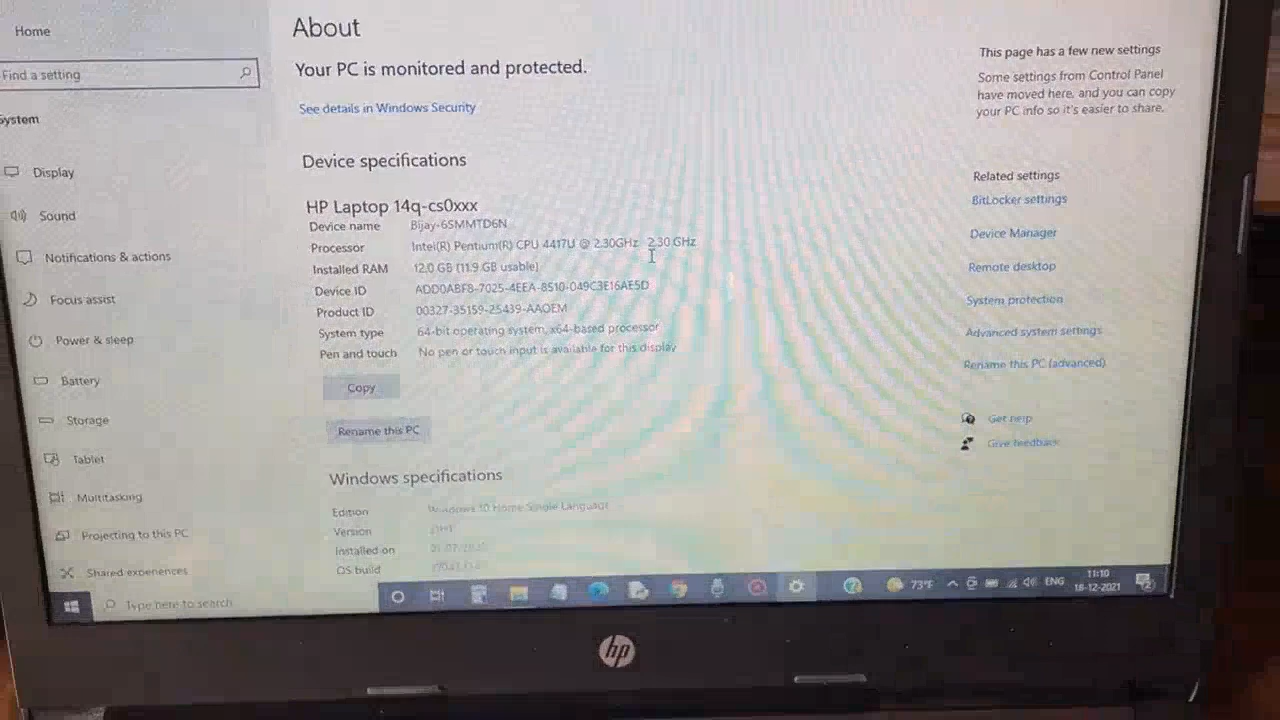 Home
Find a setting
System
Display
Sound
Notifications & actions
Focus assist
Power & sleep
Battery
Storage
Tablet
Multitasking
Projecting to this PC
Shared experiences
About
Your PC is monitored and protected.
See details in Windows Security
Device specifications
HP Laptop 14q-cs0xxx
Device name Bijay-6SMMTD6N
Processor Intel(R) Pentium(R) CPU 4417U @ 2.30GHz 2.30 GHz
Installed RAM 12.0 GB (11.9 GB usable)
Device ID ADD0ABF8-7025-4EEA-8510-049C3E16AE5D
Product ID 00327-35159-25439-AAOEM
System type 64-bit operating system, x64-based processor
Pen and touch No pen or touch input is available for this display
Copy
Rename this PC
Windows specifications
Edition Windows 10 Home Single Language
Version
Installed on
OS build
This page has a few new settings
Some settings from Control Panel
have moved here, and you can copy
your PC info so it's easier to share.
Related settings
BitLocker settings
Device Manager
Remote desktop
System protection
Advanced system settings
Rename this PC (advanced)
Get help
Give feedback
Type here to search
73°F
ENG
11:10
18-12-2021
hp